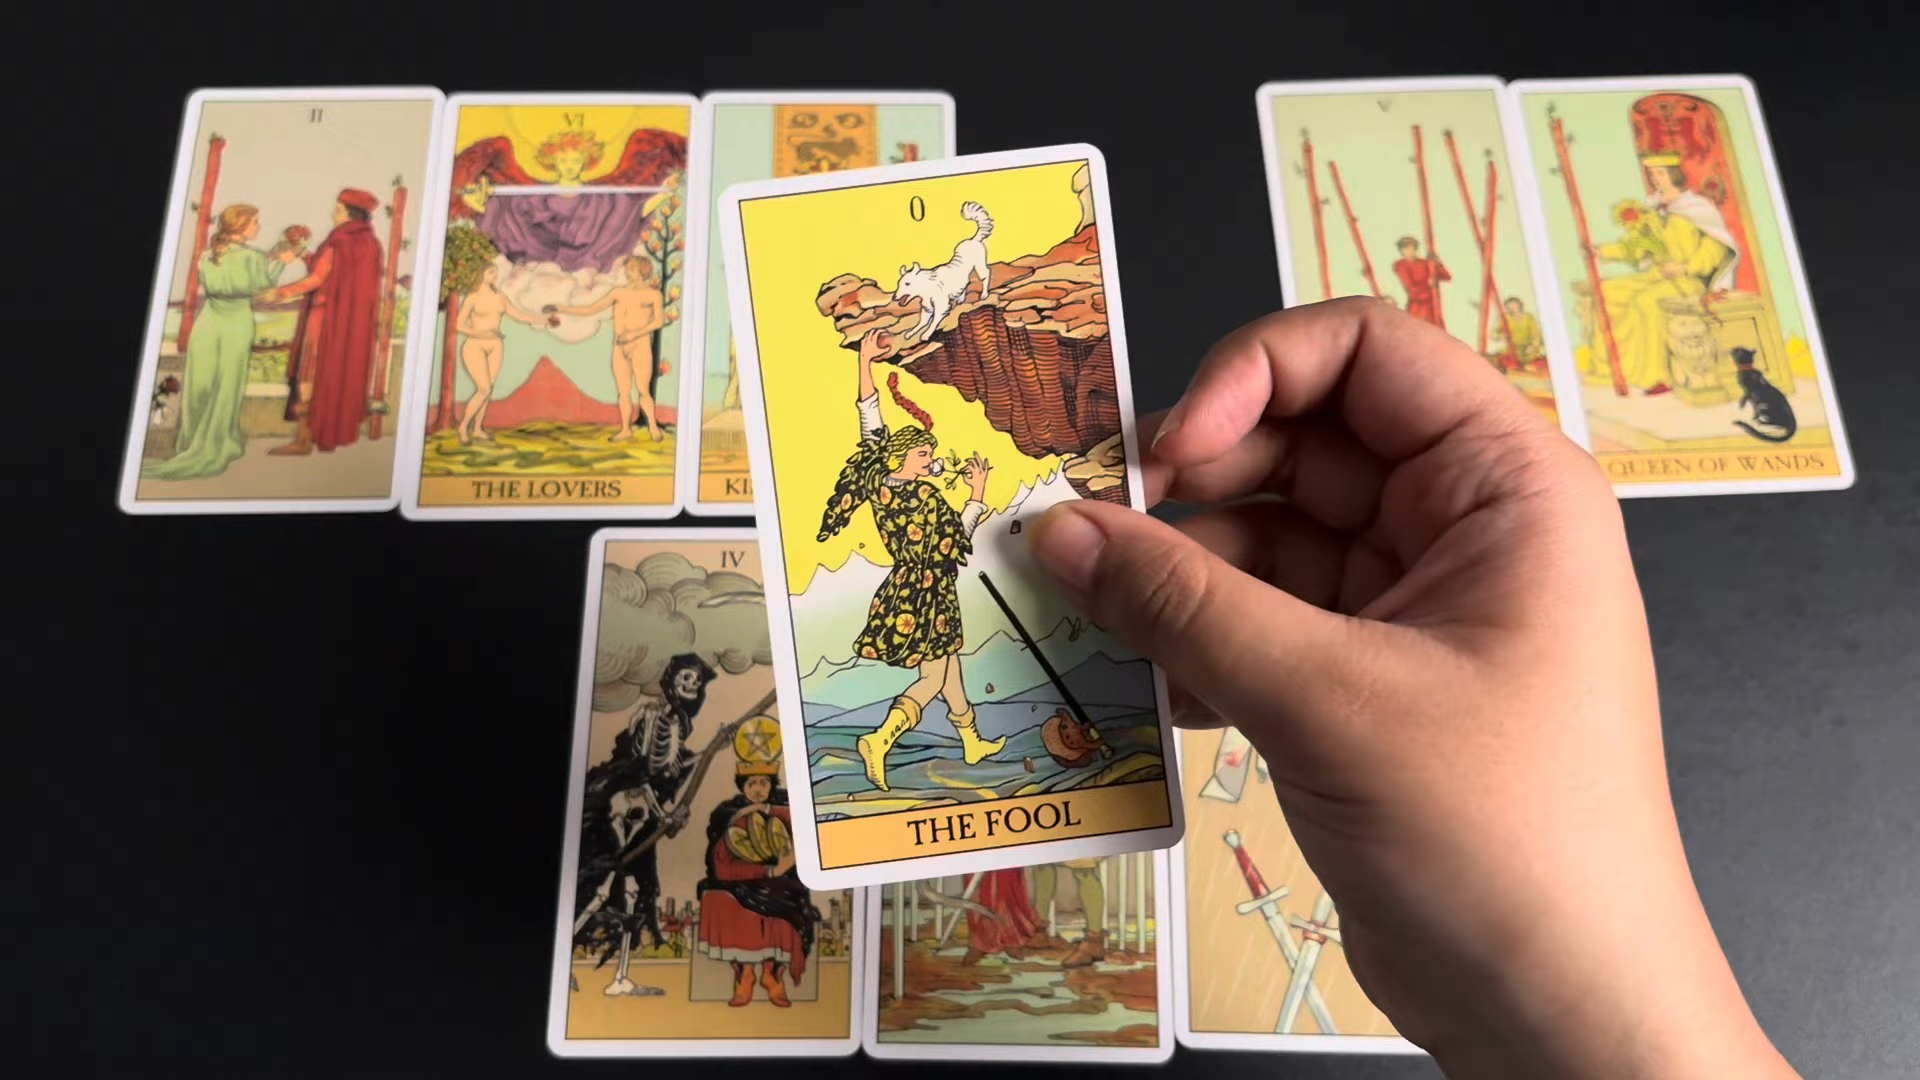 II
VI
THE LOVERS
KI
V
QUEEN OF WANDS
0
THE FOOL
IV